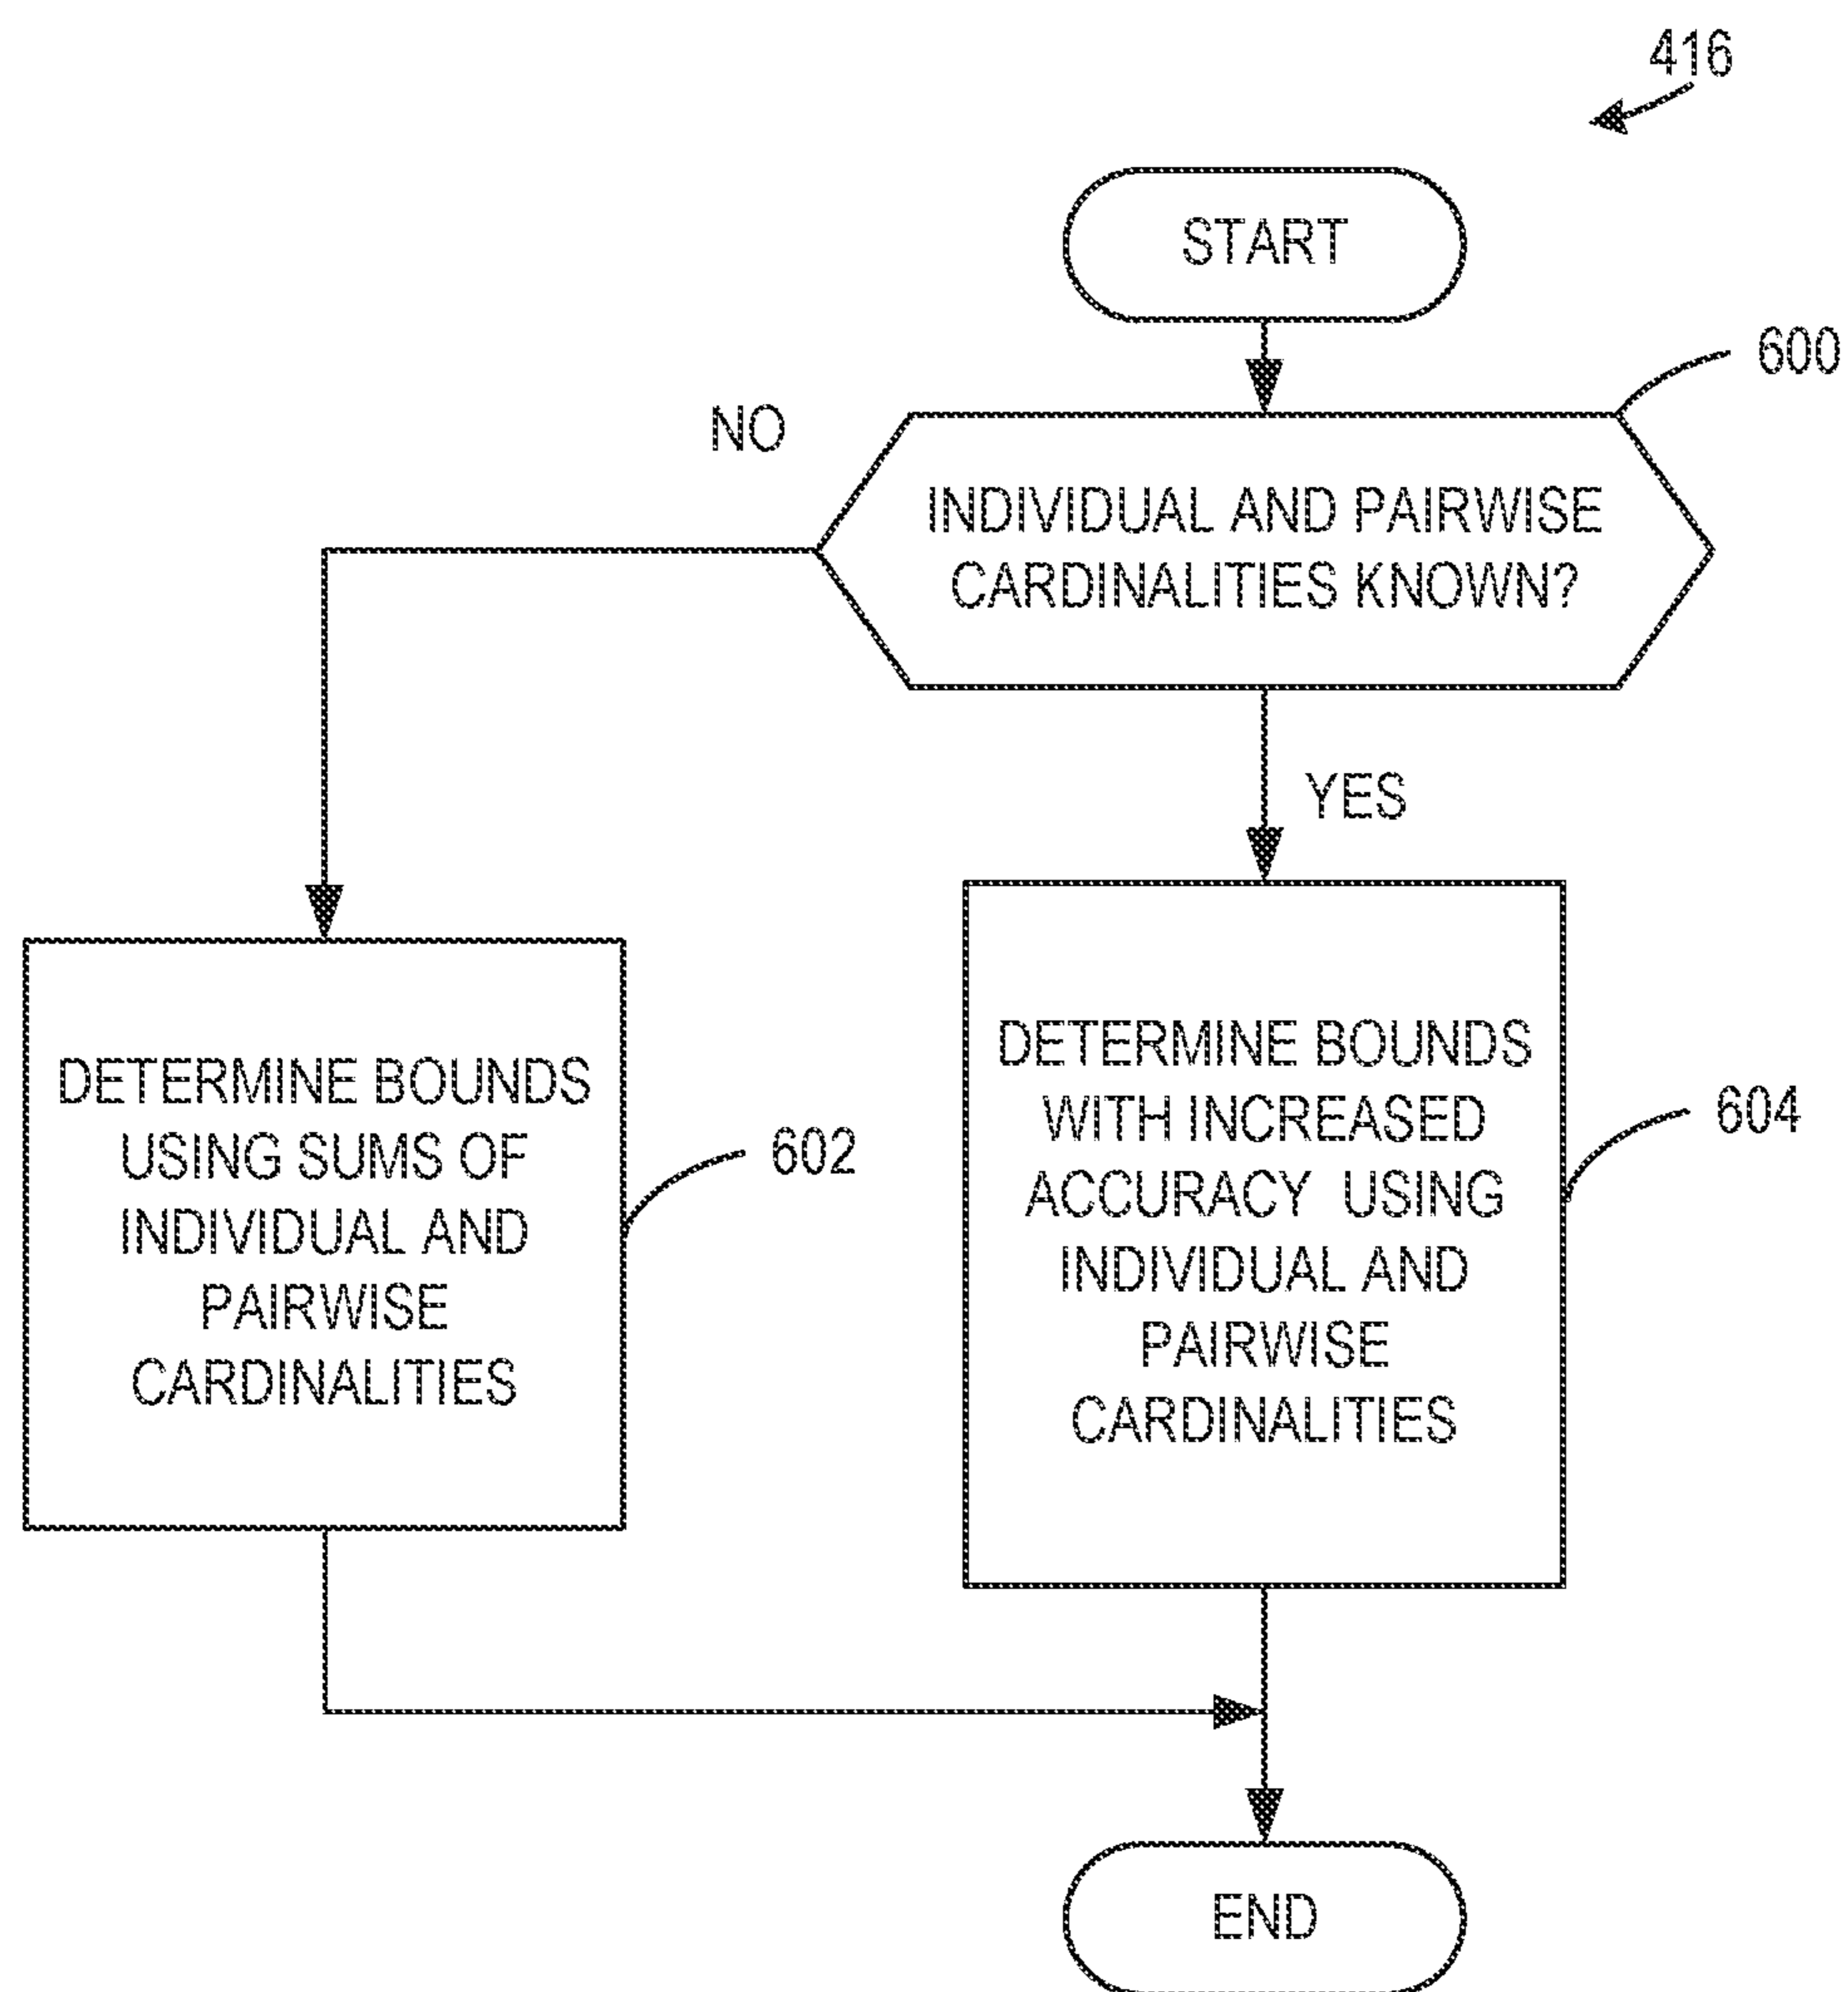 416
START
600
NO
INDIVIDUAL AND PAIRWISE
CARDINALITIES KNOWN?
YES
DETERMINE BOUNDS
USING SUMS OF
INDIVIDUAL AND
PAIRWISE
CARDINALITIES
602
DETERMINE BOUNDS
WITH INCREASED
ACCURACY USING
INDIVIDUAL AND
PAIRWISE
CARDINALITIES
604
END